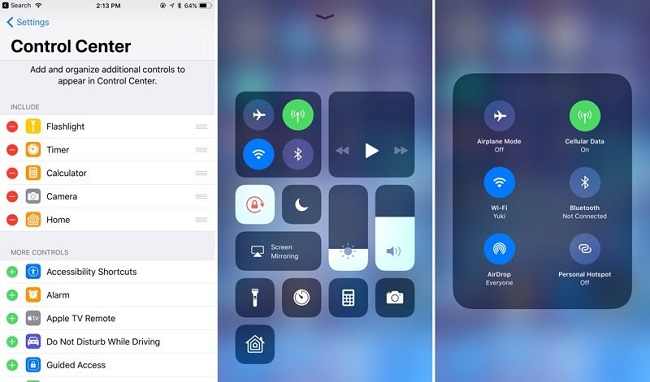 Search
2:13 PM
64%
Settings
Control Center
Add and organize additional controls to
appear in Control Center.
INCLUDE
Flashlight
Timer
Calculator
Camera
Home
MORE CONTROLS
Accessibility Shortcuts
Alarm
Apple TV Remote
Do Not Disturb While Driving
Guided Access
Screen
Mirroring
Airplane Mode
Off
Cellular Data
On
Wi-Fi
Yuki
Bluetooth
Not Connected
AirDrop
Everyone
Personal Hotspot
Off